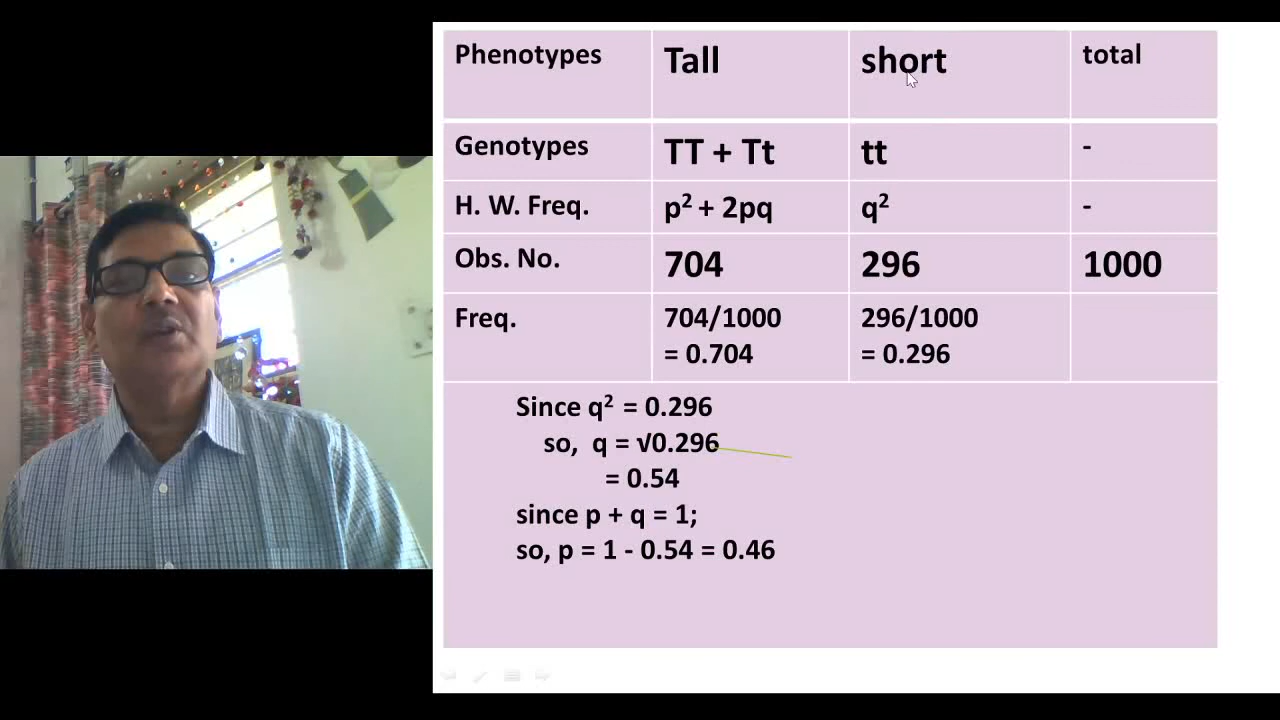 Phenotypes Tall short total
Genotypes TT + Tt tt -
H. W. Freq. p² + 2pq q² -
Obs. No. 704 296 1000
Freq. 704/1000 296/1000
= 0.704 = 0.296
Since q² = 0.296
so, q = √0.296
= 0.54
since p + q = 1;
so, p = 1 - 0.54 = 0.46